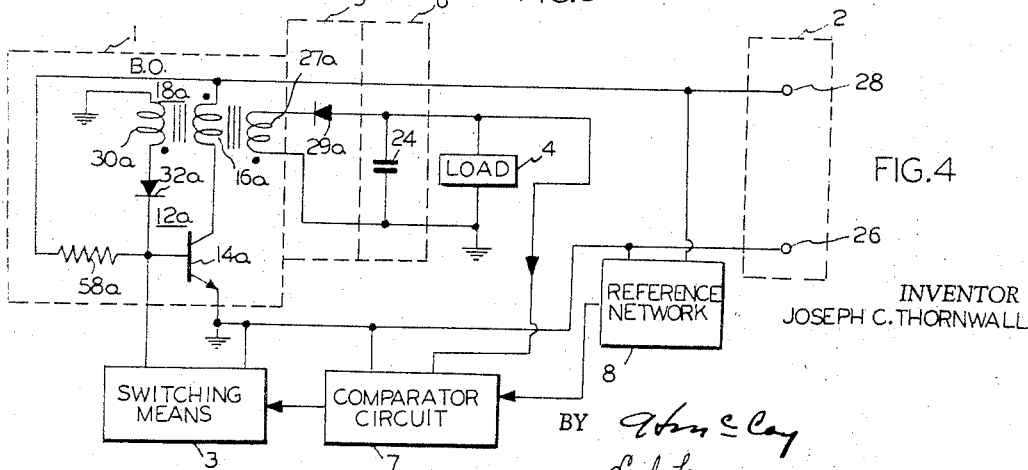 1
B.O.
18a
30a
32a
12a
58a
14a
16a
27a
29a
6
24
LOAD
4
2
28
26
FIG.4
REFERENCE
NETWORK
8
INVENTOR
JOSEPH C. THORNWALL
SWITCHING
MEANS
3
COMPARATOR
CIRCUIT
7
BY